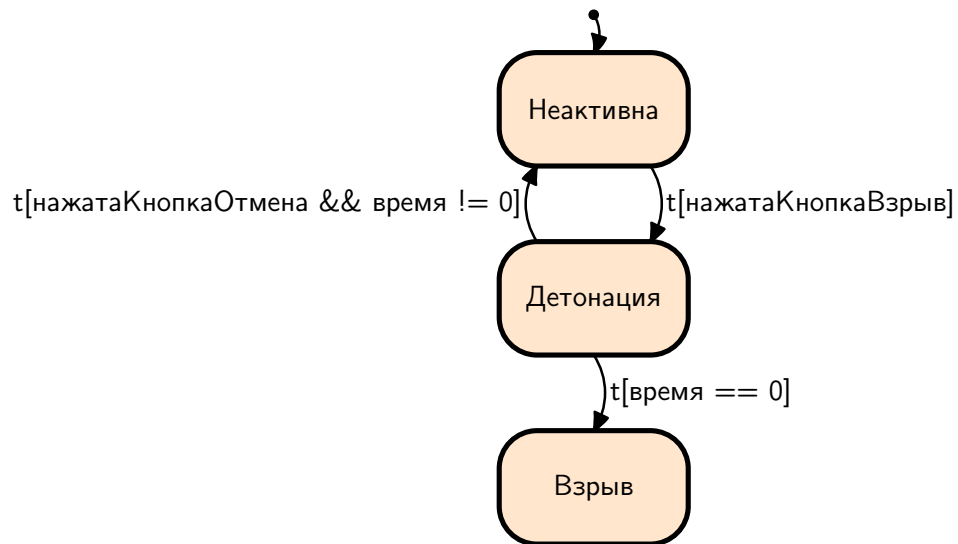 Неактивна
t[нажатаКнопкаОтмена && время != 0]
t[нажатаКнопкаВзрыв]
Детонация
t[время == 0]
Взрыв